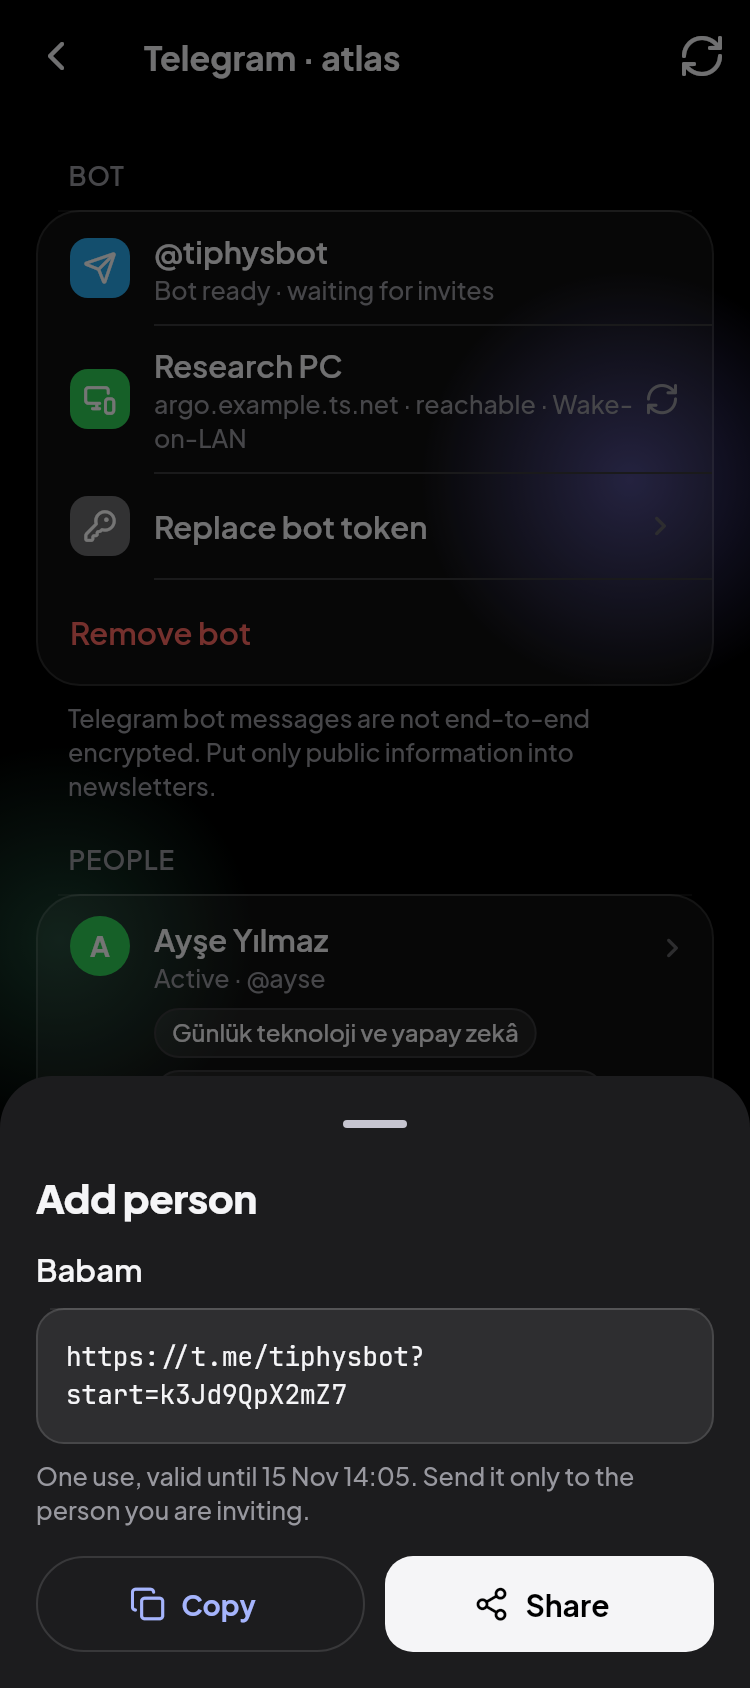 Telegram · atlas
BOT
@tiphysbot
Bot ready · waiting for invites
Research PC
argo.example.ts.net · reachable · Wake-
on-LAN
Replace bot token
Remove bot
Telegram bot messages are not end-to-end
encrypted. Put only public information into
newsletters.
PEOPLE
A
Ayşe Yılmaz
Active · @ayse
Günlük teknoloji ve yapay zekâ
Add person
Babam
https://t.me/tiphysbot?
start=k3Jd9QpX2mZ7
One use, valid until 15 Nov 14:05. Send it only to the
person you are inviting.
Copy
Share